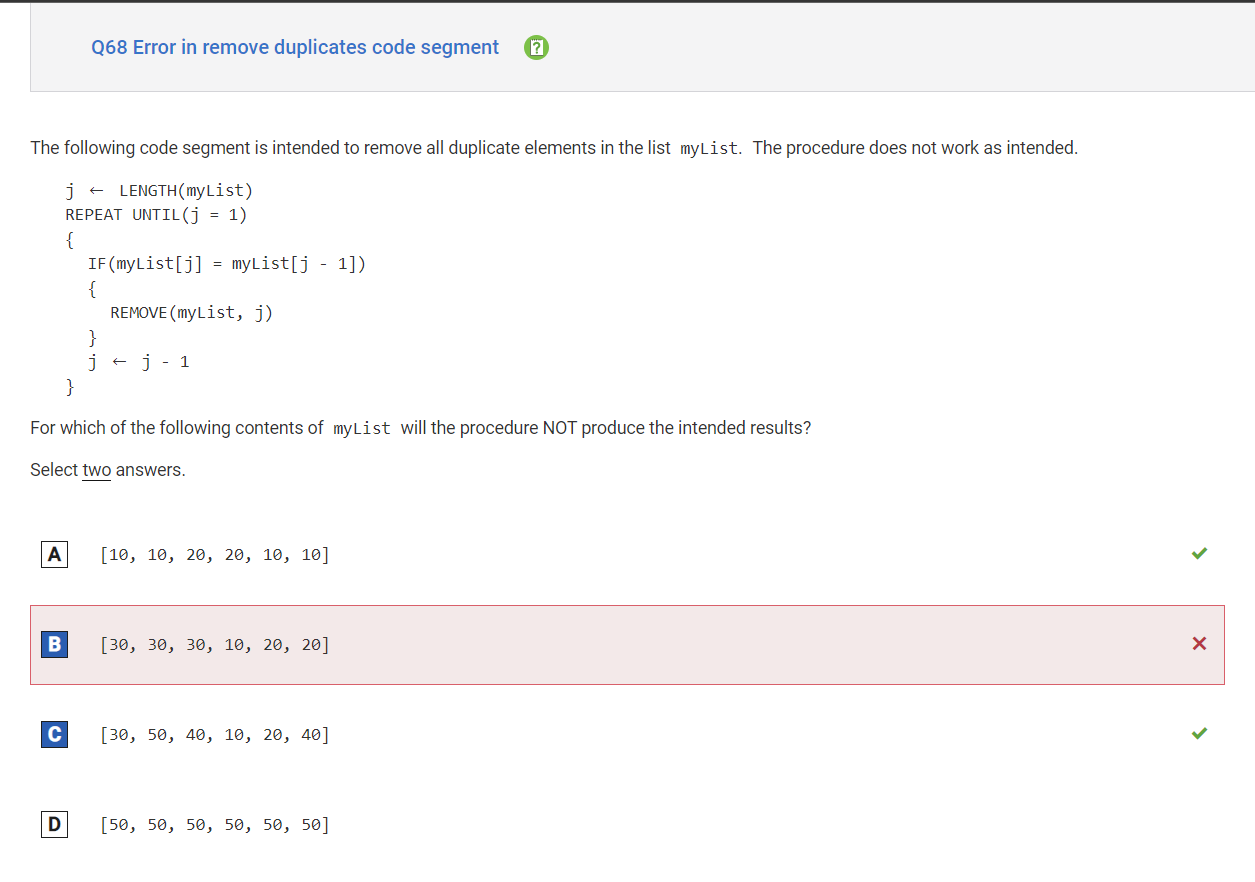 Q68 Error in remove duplicates code segment ?
The following code segment is intended to remove all duplicate elements in the list myList. The procedure does not work as intended.
j ← LENGTH(myList)
REPEAT UNTIL(j = 1)
{
IF(myList[j] = myList[j - 1])
{
REMOVE(myList, j)
}
j ← j - 1
}
For which of the following contents of myList will the procedure NOT produce the intended results?
Select two answers.
A [10, 10, 20, 20, 10, 10]
B [30, 30, 30, 10, 20, 20]
C [30, 50, 40, 10, 20, 40]
D [50, 50, 50, 50, 50, 50]